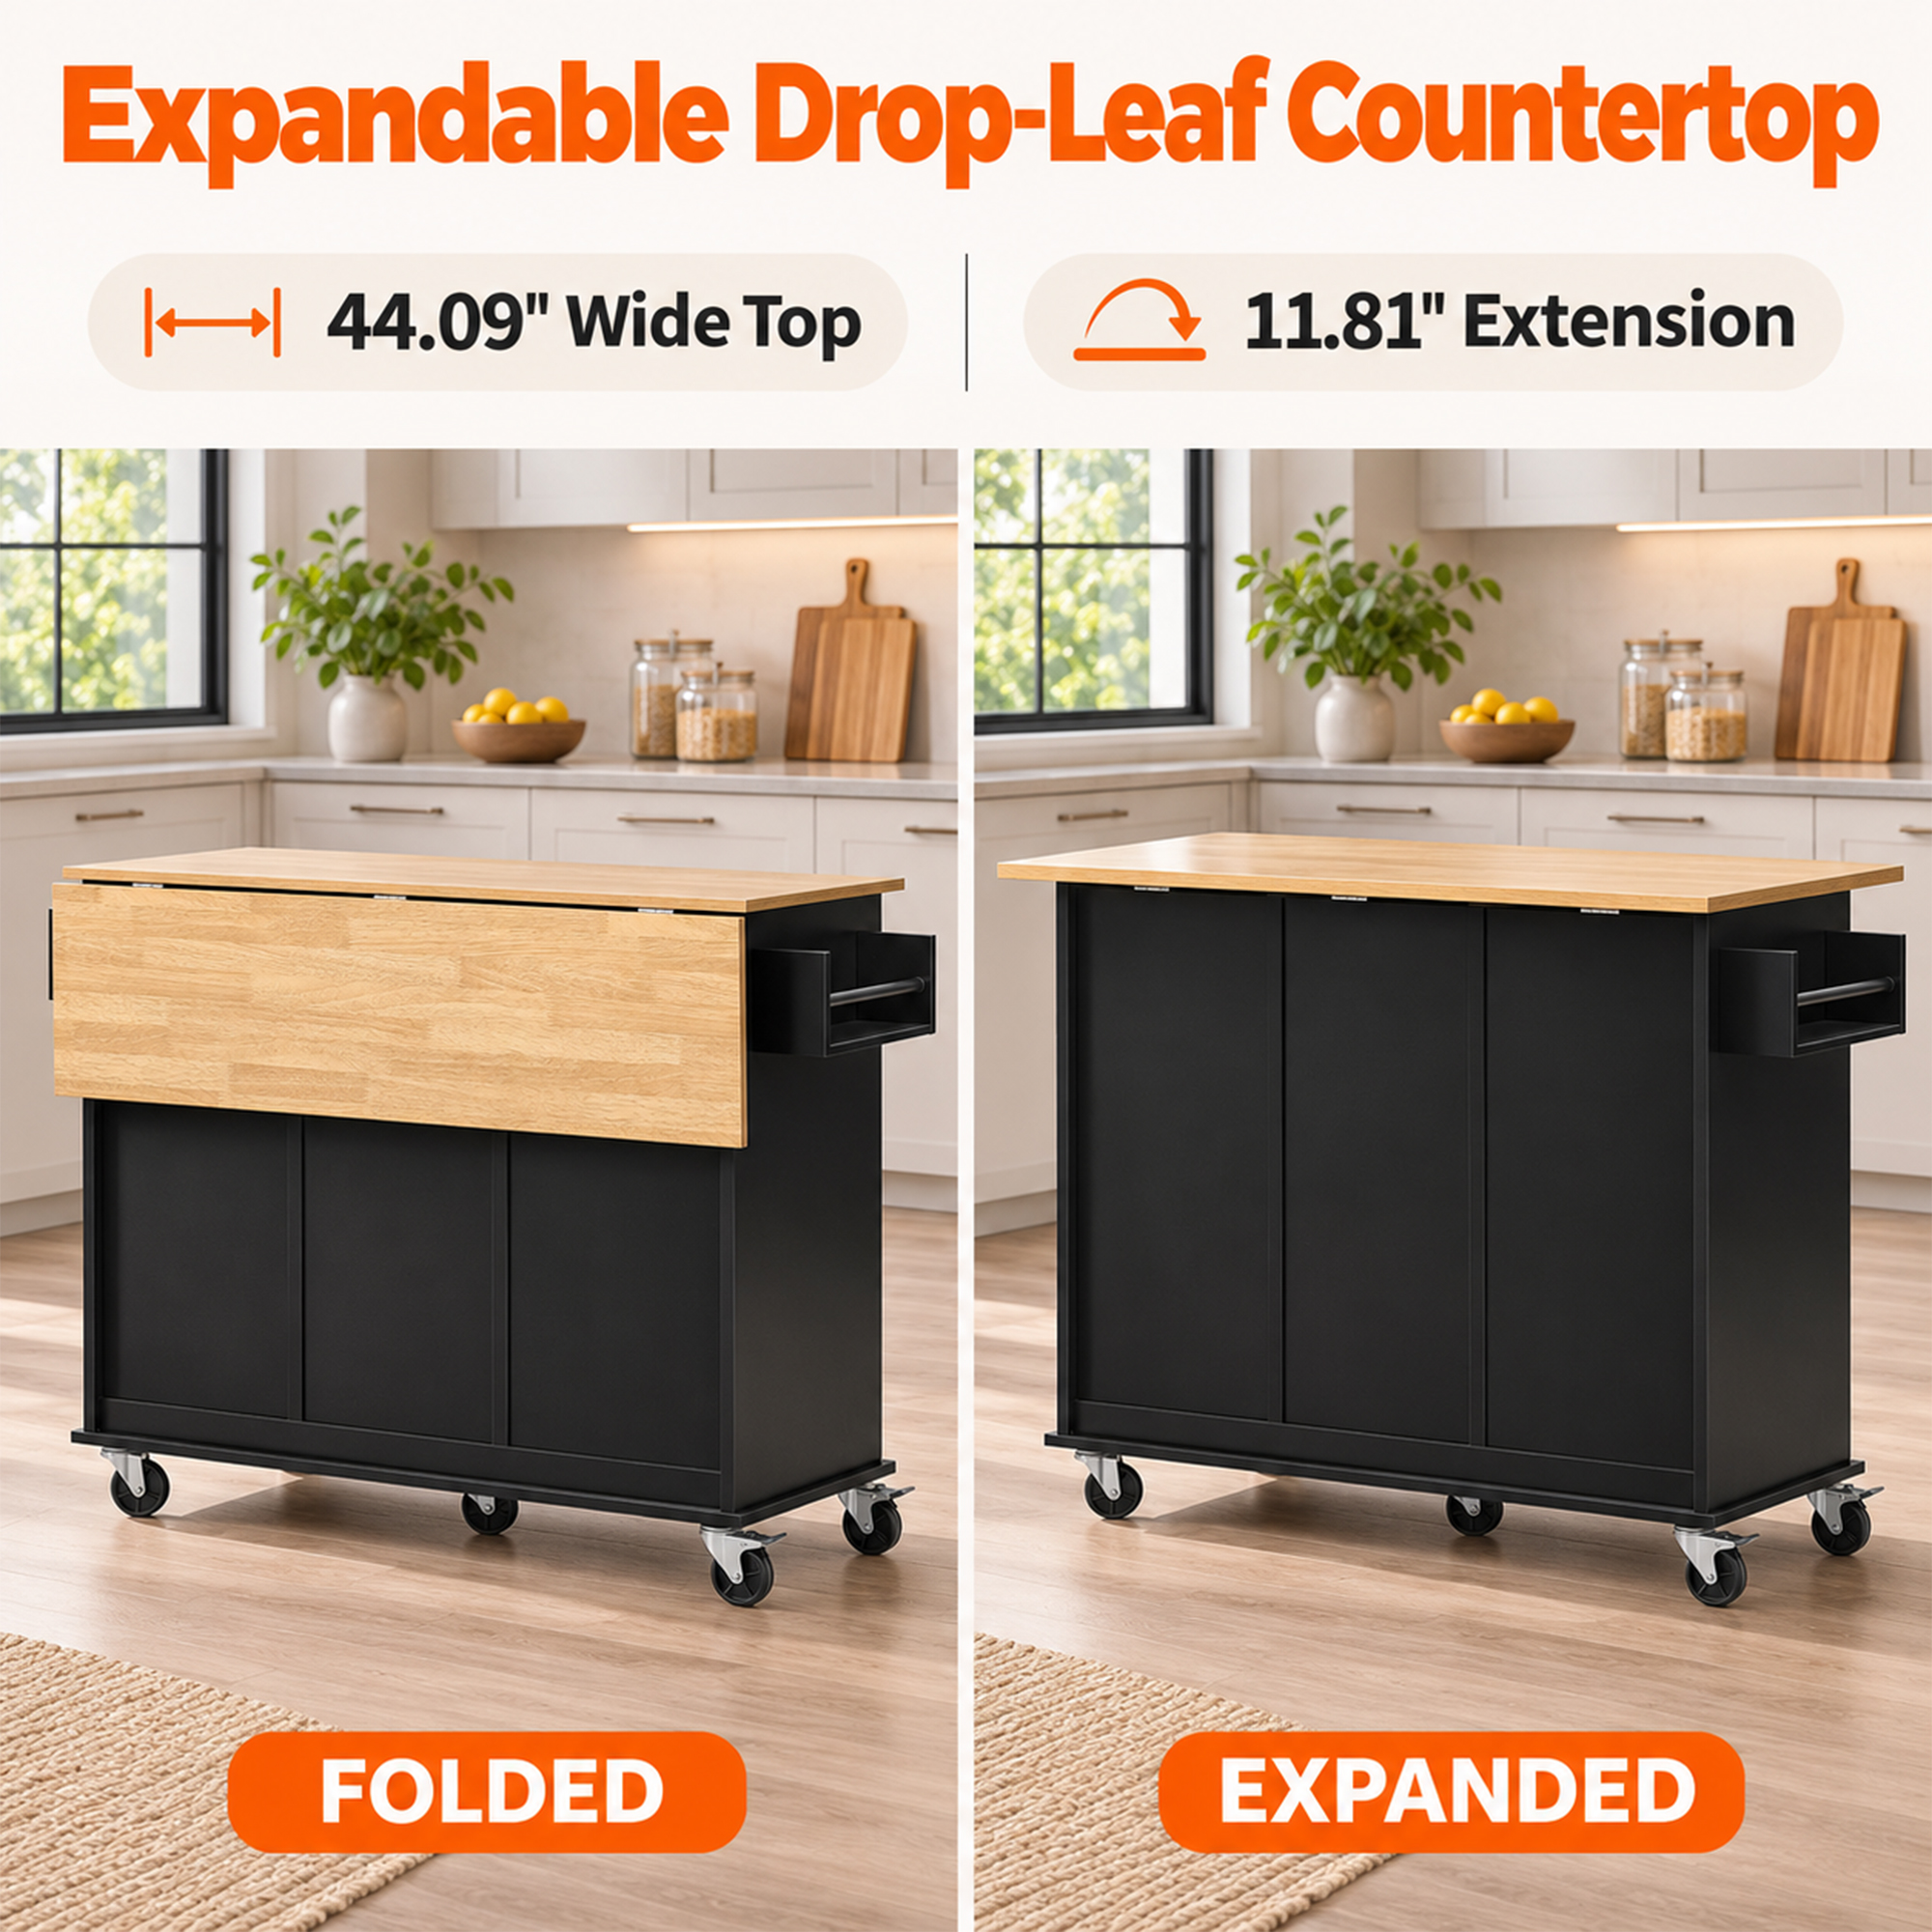 Expandable Drop-Leaf Countertop
44.09" Wide Top
11.81" Extension
FOLDED
EXPANDED